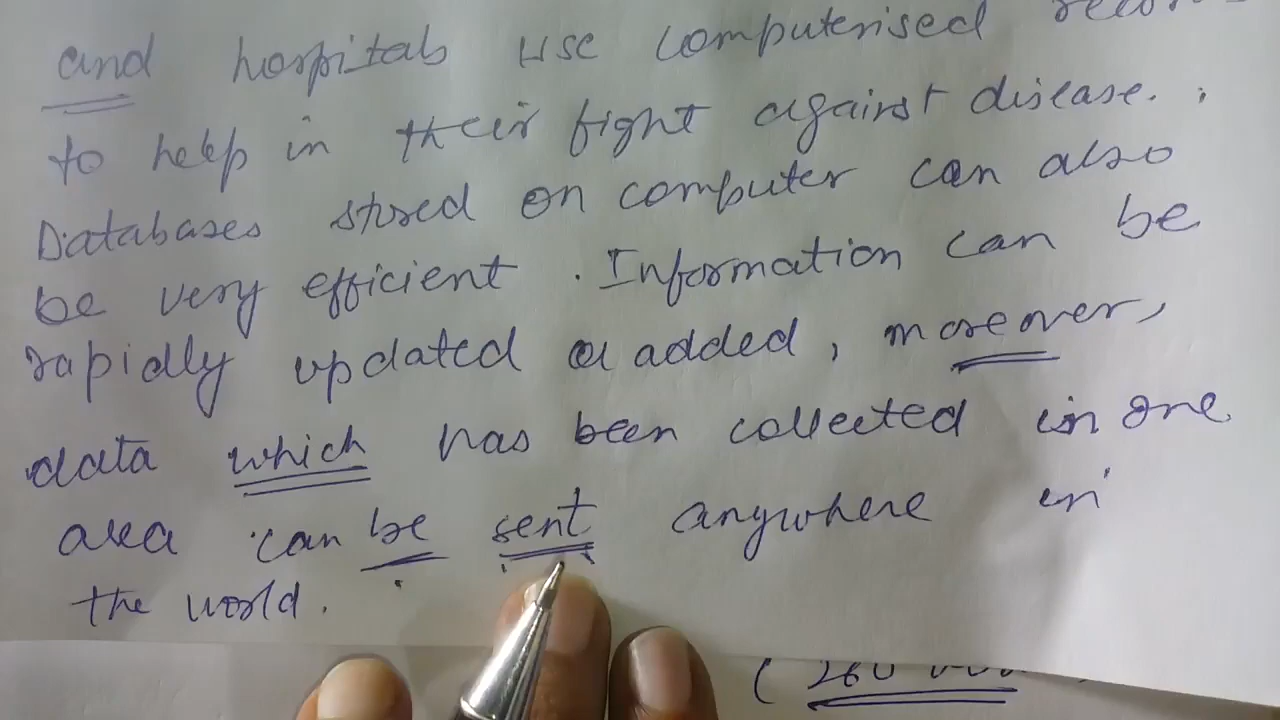 and hospitals use computerised
to help in their fight against disease.
Databases stored on computer can also
be very efficient. Information can be
rapidly updated or added, moreover,
data which has been collected in one
area can be sent anywhere in
the world.